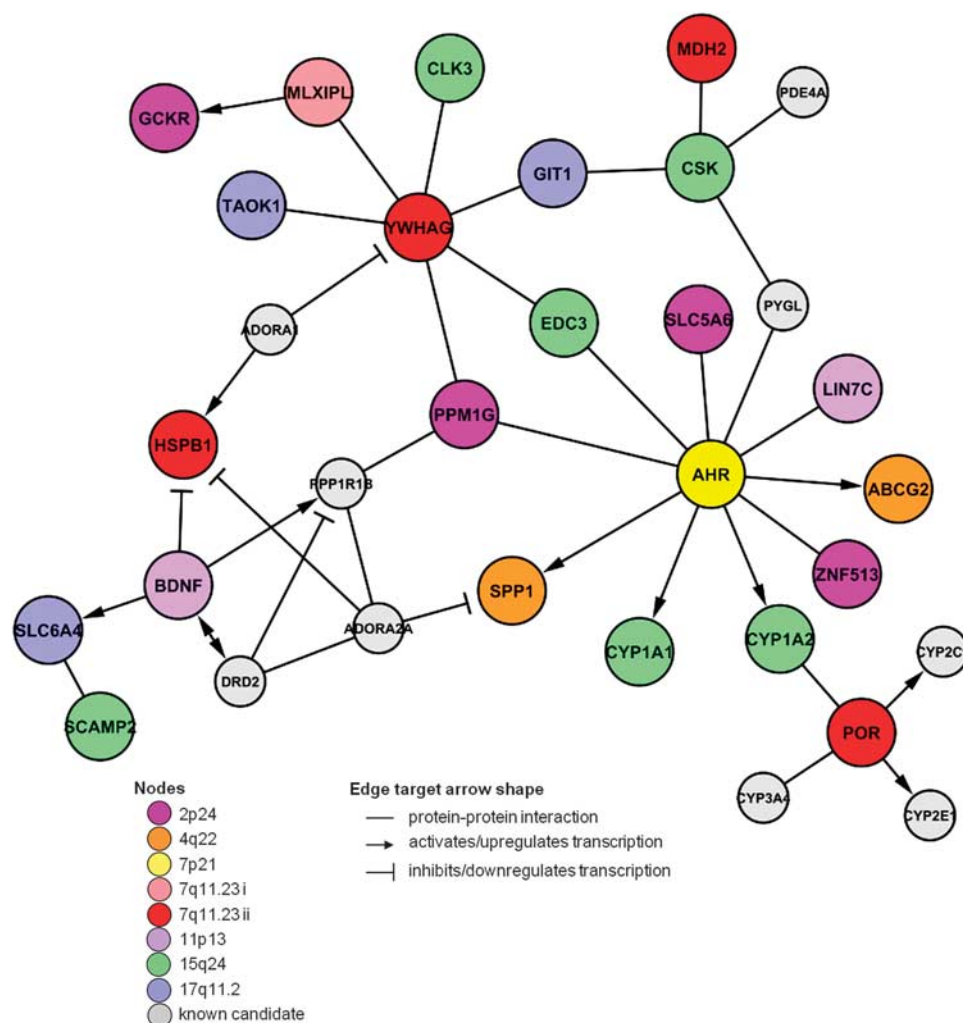 MDH2
CLK3
PDE4A
MLXIPL
GCKR
CSK
GIT1
TAOK1
YWHAG
PYGL
SLC5A6
EDC3
ADORA1
LIN7C
PPM1G
HSPB1
AHR
PPP1R1B
ABCG2
ZNF513
BDNF
SPP1
SLC6A4
ADORA2A
CYP1A2
CYP1A1
CYP2C9
DRD2
SCAMP2
POR
CYP3A4
CYP2E1
Nodes
2p24
4q22
7p21
7q11.23 i
7q11.23 ii
11p13
15q24
17q11.2
known candidate
Edge target arrow shape
protein-protein interaction
activates/upregulates transcription
inhibits/downregulates transcription